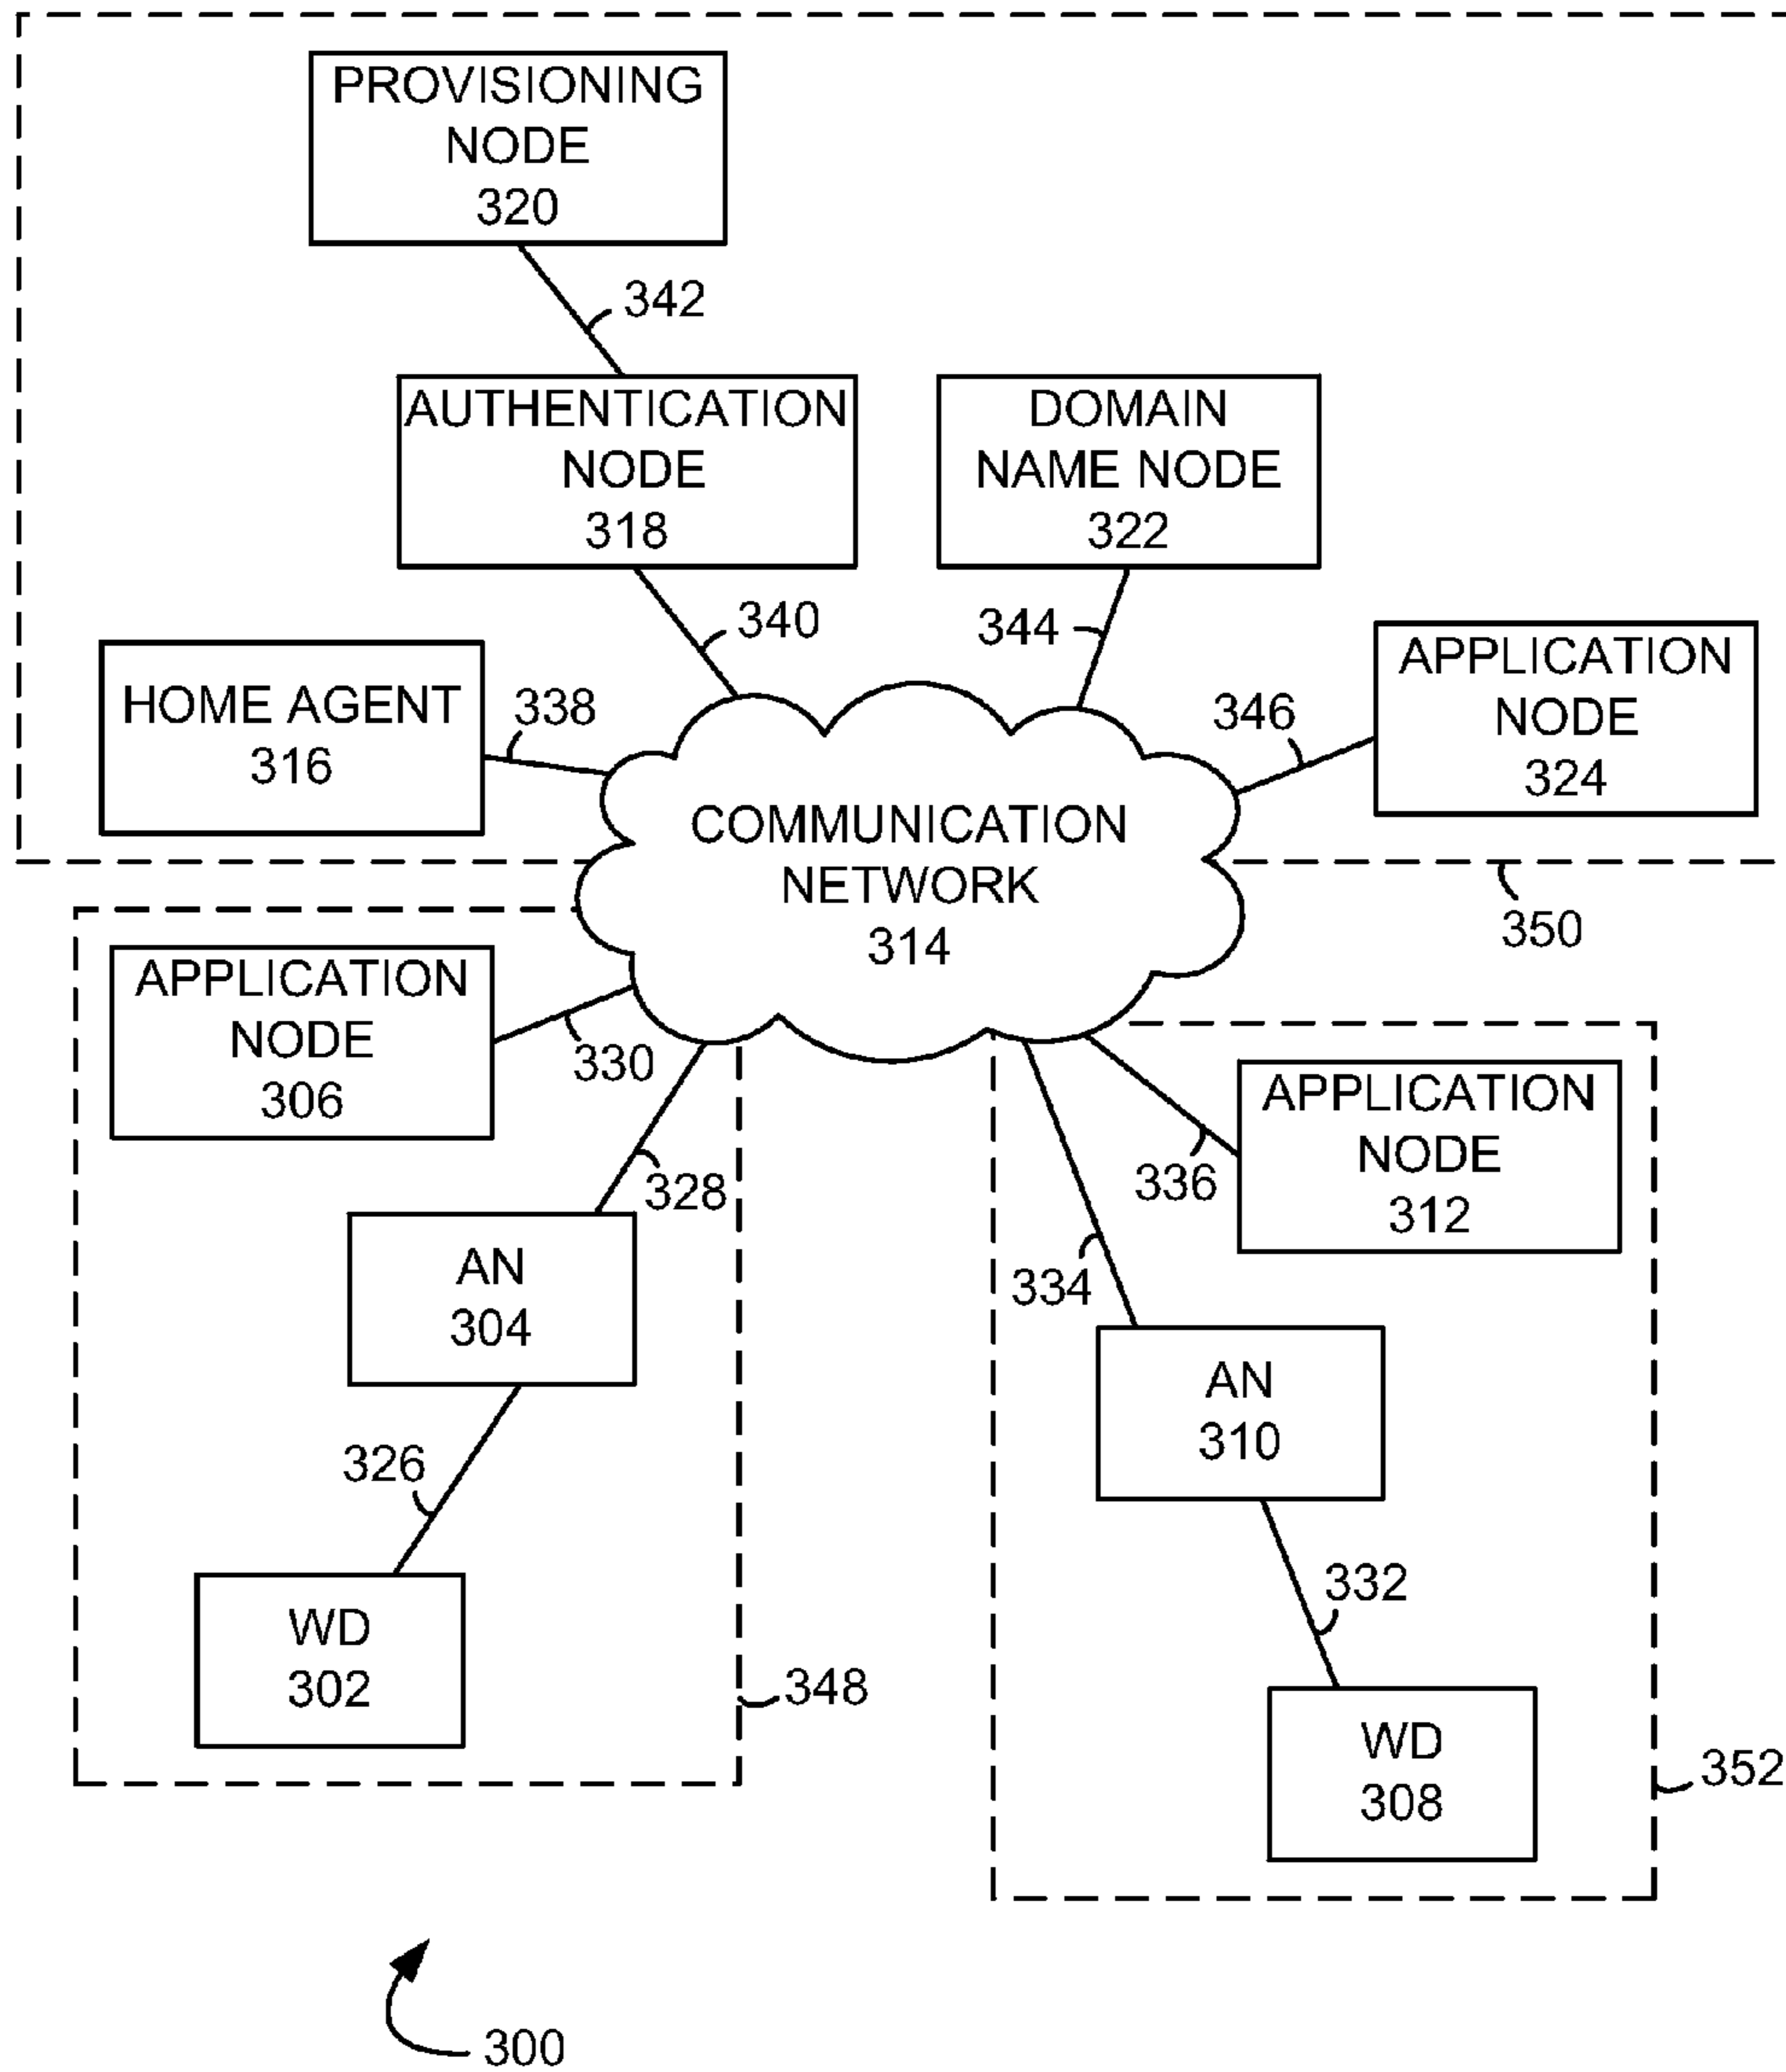 PROVISIONING
NODE
320
342
AUTHENTICATION
NODE
318
DOMAIN
NAME NODE
322
340
344
HOME AGENT
316
338
346
APPLICATION
NODE
324
COMMUNICATION
NETWORK
314
350
APPLICATION
NODE
306
330
328
APPLICATION
NODE
312
336
334
AN
304
AN
310
326
332
WD
302
348
WD
308
352
300